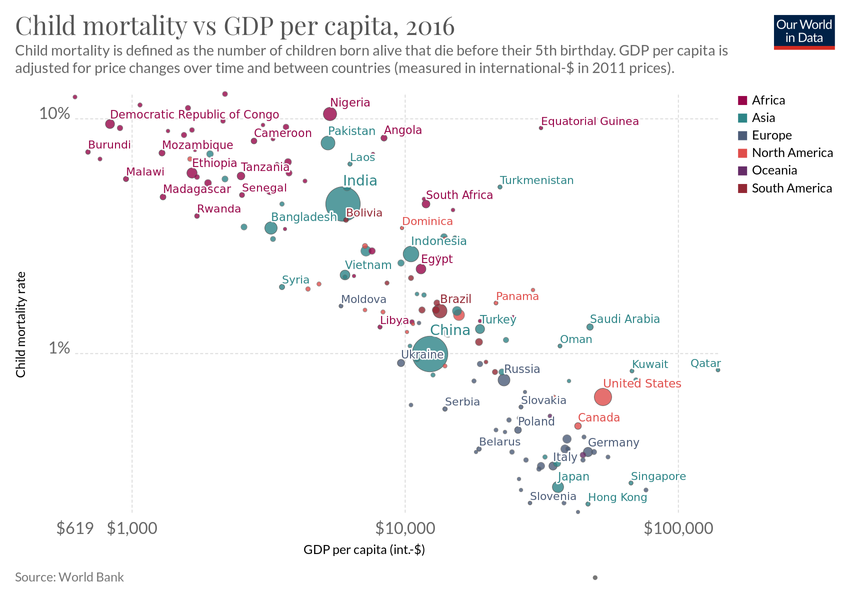 Child mortality vs GDP per capita, 2016
Our World
in Data
Child mortality is defined as the number of children born alive that die before their 5th birthday. GDP per capita is
adjusted for price changes over time and between countries (measured in international-$ in 2011 prices).
Africa
Asia
Europe
North America
Oceania
South America
Nigeria
10%
Democratic Republic of Congo
Equatorial Guinea
Cameroon
Pakistan
Angola
Burundi
Mozambique
Laos
Ethiopia
Tanzania
Malawi
India
Turkmenistan
Madagascar
Senegal
South Africa
Rwanda
Bangladesh
Bolivia
Dominica
Indonesia
Egypt
Vietnam
Syria
Moldova
Brazil
Panama
Libya
Turkey
Saudi Arabia
China
Oman
1%
Ukraine
Kuwait
Qatar
Russia
United States
Serbia
Slovakia
Poland
Canada
Belarus
Germany
Italy
Japan
Singapore
Slovenia
Hong Kong
Child mortality rate
$619
$1,000
$10,000
$100,000
GDP per capita (int.-$)
Source: World Bank